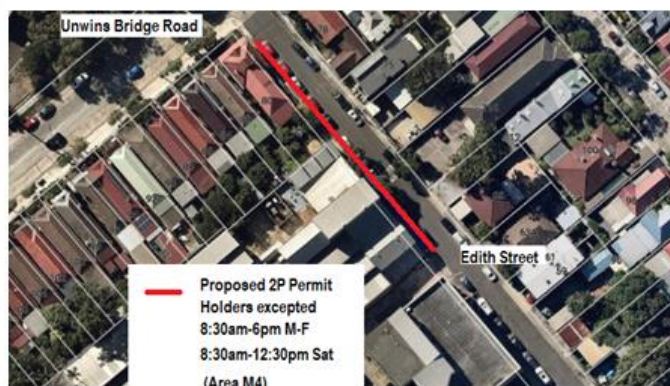 Unwins Bridge Road
Edith Street
Proposed 2P Permit
Holders excepted
8:30am-6pm M-F
8:30am-12:30pm Sat
(Area M4)